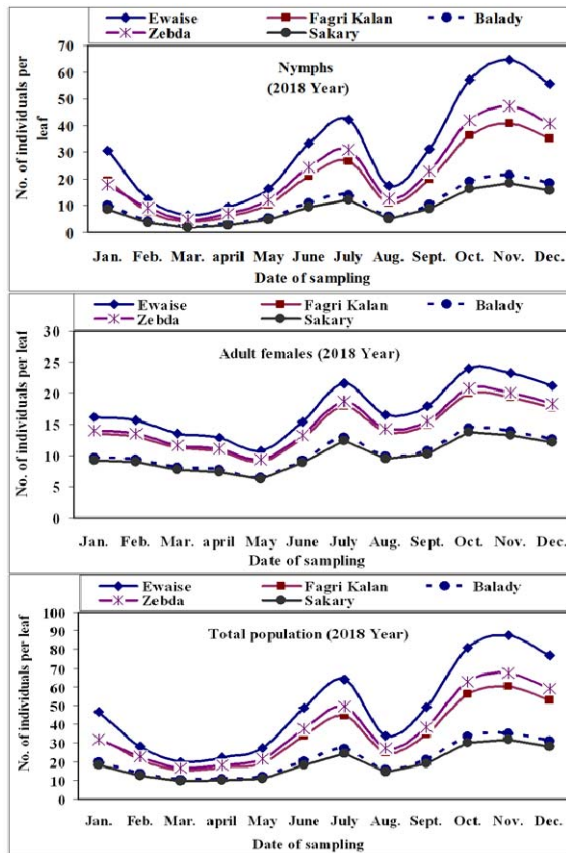 Ewaise Fagri Kalan Balady
Zebda Sakary
70
60
50
40
30
20
10
0
No. of individuals per leaf
Nymphs
(2018 Year)
Jan. Feb. Mar. april May June July Aug. Sept. Oct. Nov. Dec.
Date of sampling
Ewaise Fagri Kalan Balady
Zebda Sakary
30
25
20
15
10
5
0
No. of individuals per leaf
Adult females (2018 Year)
Jan. Feb. Mar. april May June July Aug. Sept. Oct. Nov. Dec.
Date of sampling
Ewaise Fagri Kalan Balady
Zebda Sakary
100
90
80
70
60
50
40
30
20
10
0
No. of individuals per leaf
Total population (2018 Year)
Jan. Feb. Mar. april May June July Aug. Sept. Oct. Nov. Dec.
Date of sampling